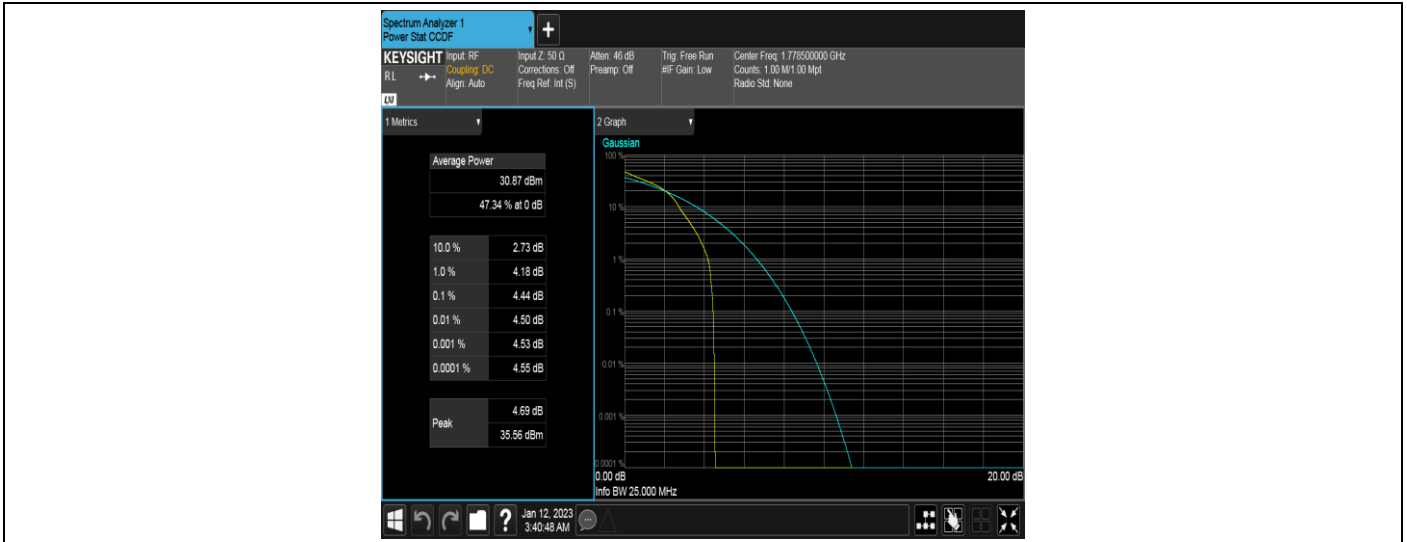 Spectrum Analyzer 1
Power Stat CCDF
+
KEYSIGHT Input: RF Input Z: 50 Ω Atten: 46 dB Trig: Free Run Center Freq: 1.778500000 GHz
RL Coupling: DC Corrections: Off Preamp: Off #IF Gain: Low Counts: 1.00 M/1.00 Mpt
Align: Auto Freq Ref: Int (S) Radio Std: None
LXI
1 Metrics
Average Power
30.87 dBm
47.34 % at 0 dB
10.0 % 2.73 dB
1.0 % 4.18 dB
0.1 % 4.44 dB
0.01 % 4.50 dB
0.001 % 4.53 dB
0.0001 % 4.55 dB
Peak 4.69 dB
35.56 dBm
2 Graph
Gaussian
100 %
10 %
1 %
0.1 %
0.01 %
0.001 %
0.0001 %
0.00 dB 20.00 dB
Info BW 25.000 MHz
? Jan 12, 2023
3:40:48 AM